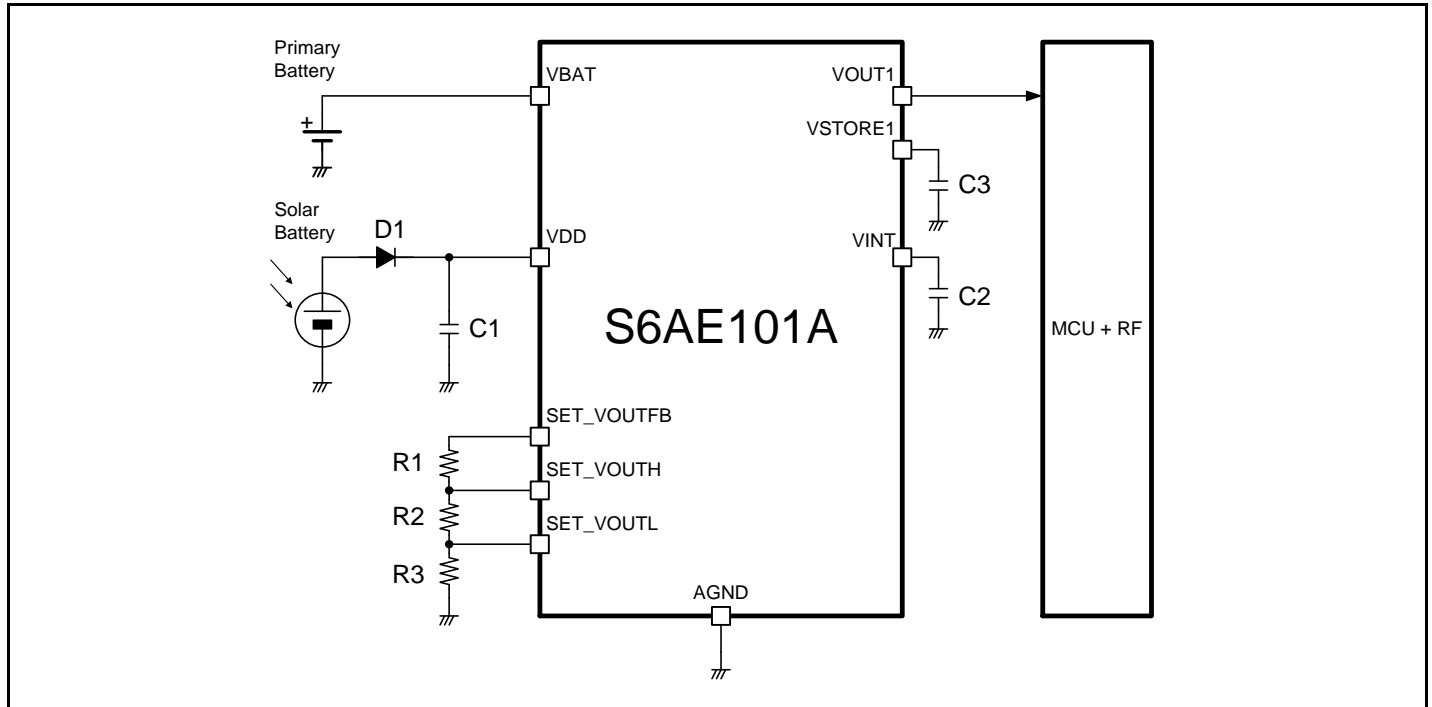 Primary
Battery
+
VBAT
Solar
Battery
D1
VDD
C1
SET_VOUTFB
R1
SET_VOUTH
R2
SET_VOUTL
R3
S6AE101A
AGND
VOUT1
VSTORE1
C3
VINT
C2
MCU + RF